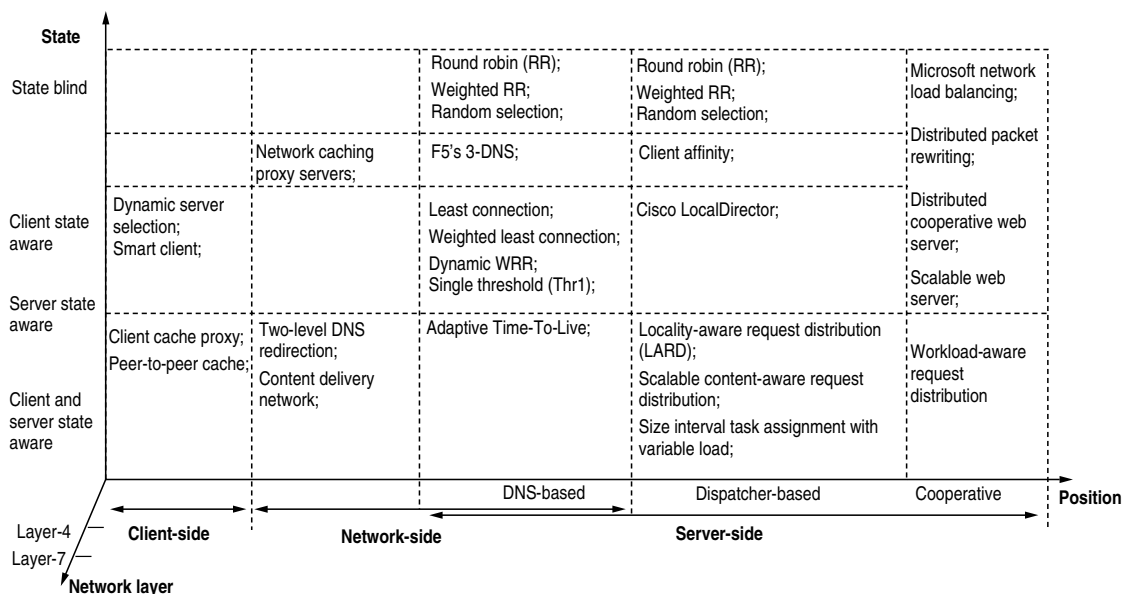 State
State blind
Client state
aware
Server state
aware
Client and
server state
aware
Dynamic server
selection;
Smart client;
Client cache proxy;
Peer-to-peer cache;
Network caching
proxy servers;
Two-level DNS
redirection;
Content delivery
network;
Round robin (RR);
Weighted RR;
Random selection;
F5's 3-DNS;
Least connection;
Weighted least connection;
Dynamic WRR;
Single threshold (Thr1);
Adaptive Time-To-Live;
Round robin (RR);
Weighted RR;
Random selection;
Client affinity;
Cisco LocalDirector;
Locality-aware request distribution
(LARD);
Scalable content-aware request
distribution;
Size interval task assignment with
variable load;
Microsoft network
load balancing;
Distributed packet
rewriting;
Distributed
cooperative web
server;
Scalable web
server;
Workload-aware
request
distribution
DNS-based
Dispatcher-based
Cooperative
Position
Client-side
Network-side
Server-side
Layer-4
Layer-7
Network layer